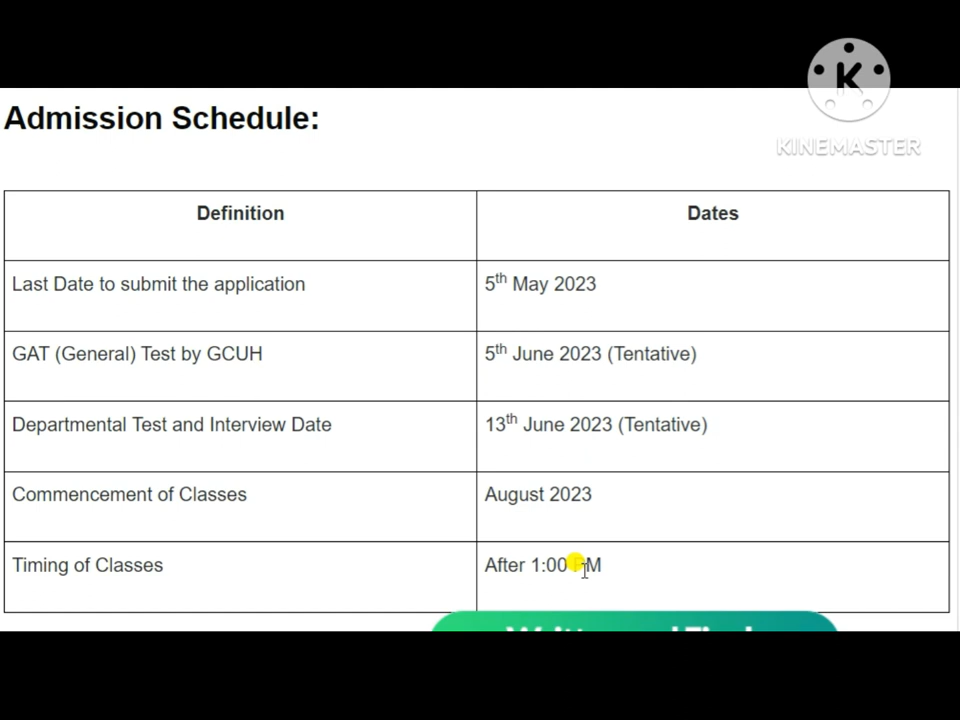 K
KINEMASTER
Admission Schedule:
Definition Dates
Last Date to submit the application 5th May 2023
GAT (General) Test by GCUH 5th June 2023 (Tentative)
Departmental Test and Interview Date 13th June 2023 (Tentative)
Commencement of Classes August 2023
Timing of Classes After 1:00 PM